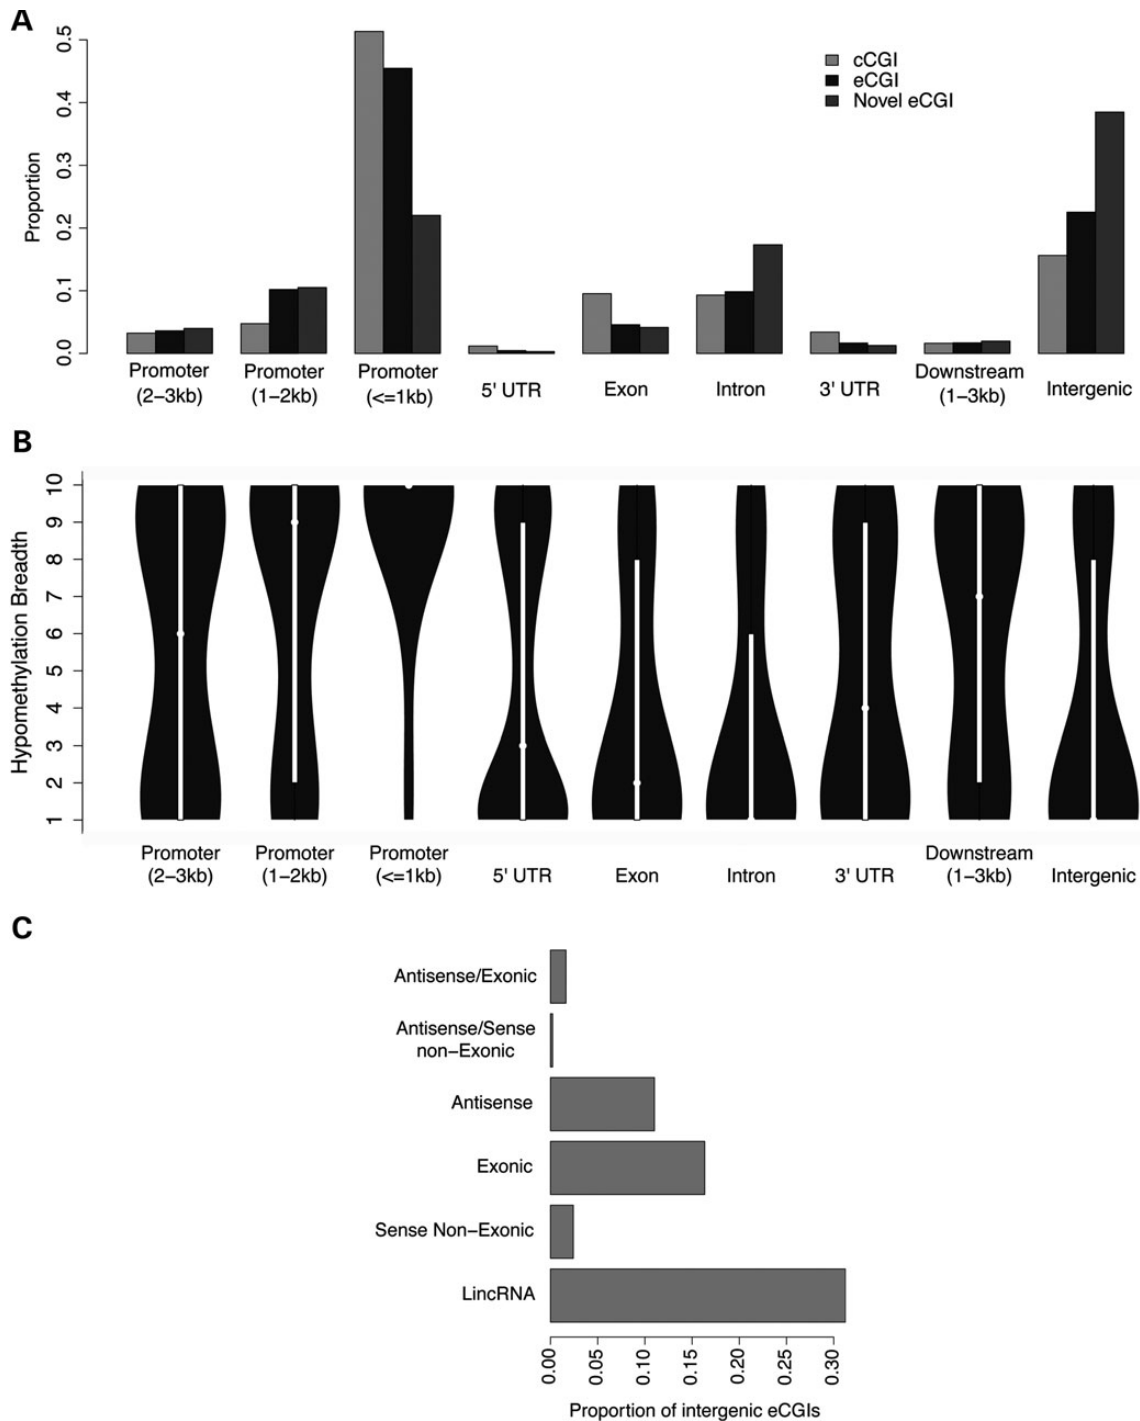 A
0.5
0.4
0.3
0.2
0.1
0.0
Proportion
cCGI
eCGI
Novel eCGI
Promoter
(2−3kb)
Promoter
(1−2kb)
Promoter
(<=1kb)
5' UTR
Exon
Intron
3' UTR
Downstream
(1−3kb)
Intergenic
B
10
9
8
7
6
5
4
3
2
1
Hypomethylation Breadth
Promoter
(2−3kb)
Promoter
(1−2kb)
Promoter
(<=1kb)
5' UTR
Exon
Intron
3' UTR
Downstream
(1−3kb)
Intergenic
C
Antisense/Exonic
Antisense/Sense
non−Exonic
Antisense
Exonic
Sense Non−Exonic
LincRNA
0.00
0.05
0.10
0.15
0.20
0.25
0.30
Proportion of intergenic eCGIs